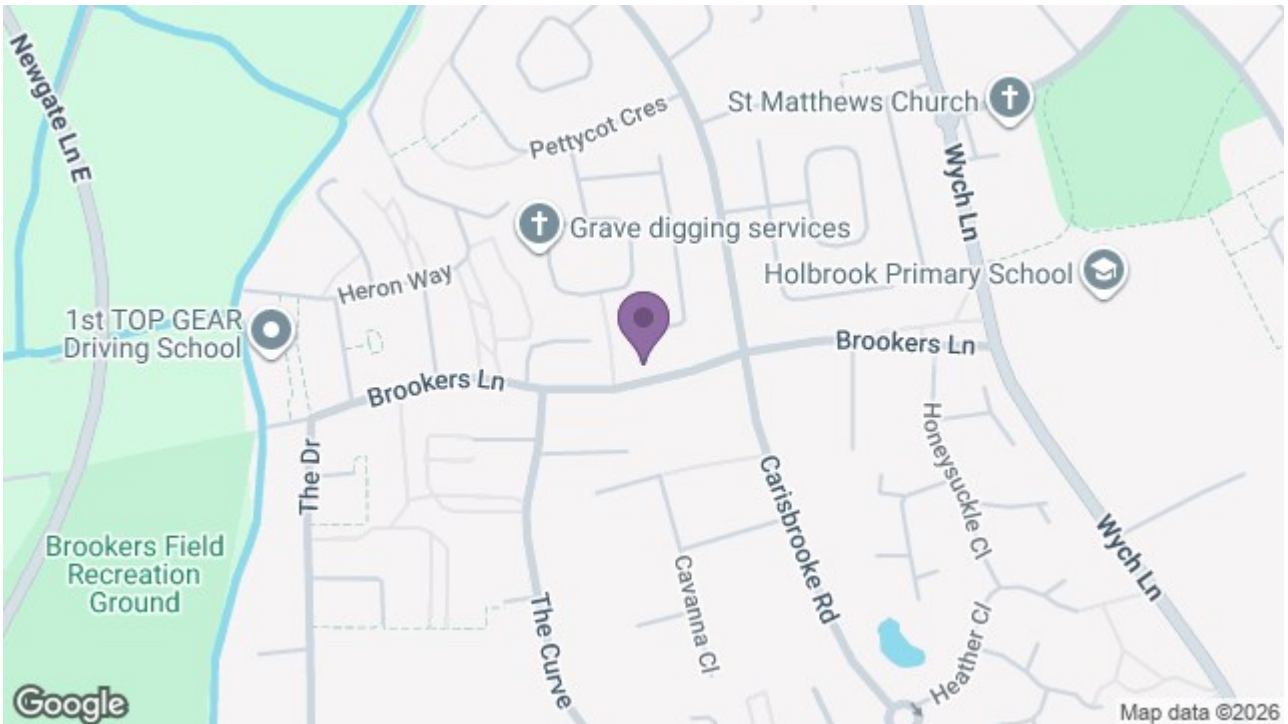 Newgate Ln E
Pettycot Cres
St Matthews Church
Wych Ln
Grave digging services
Holbrook Primary School
Heron Way
1st TOP GEAR
Driving School
Brookers Ln
Brookers Ln
The Dr
Honeysuckle Cl
Carisbrooke Rd
Wych Ln
Brookers Field
Recreation
Ground
Cavanna Cl
The Curve
Heather Cl
Google
Map data ©2026